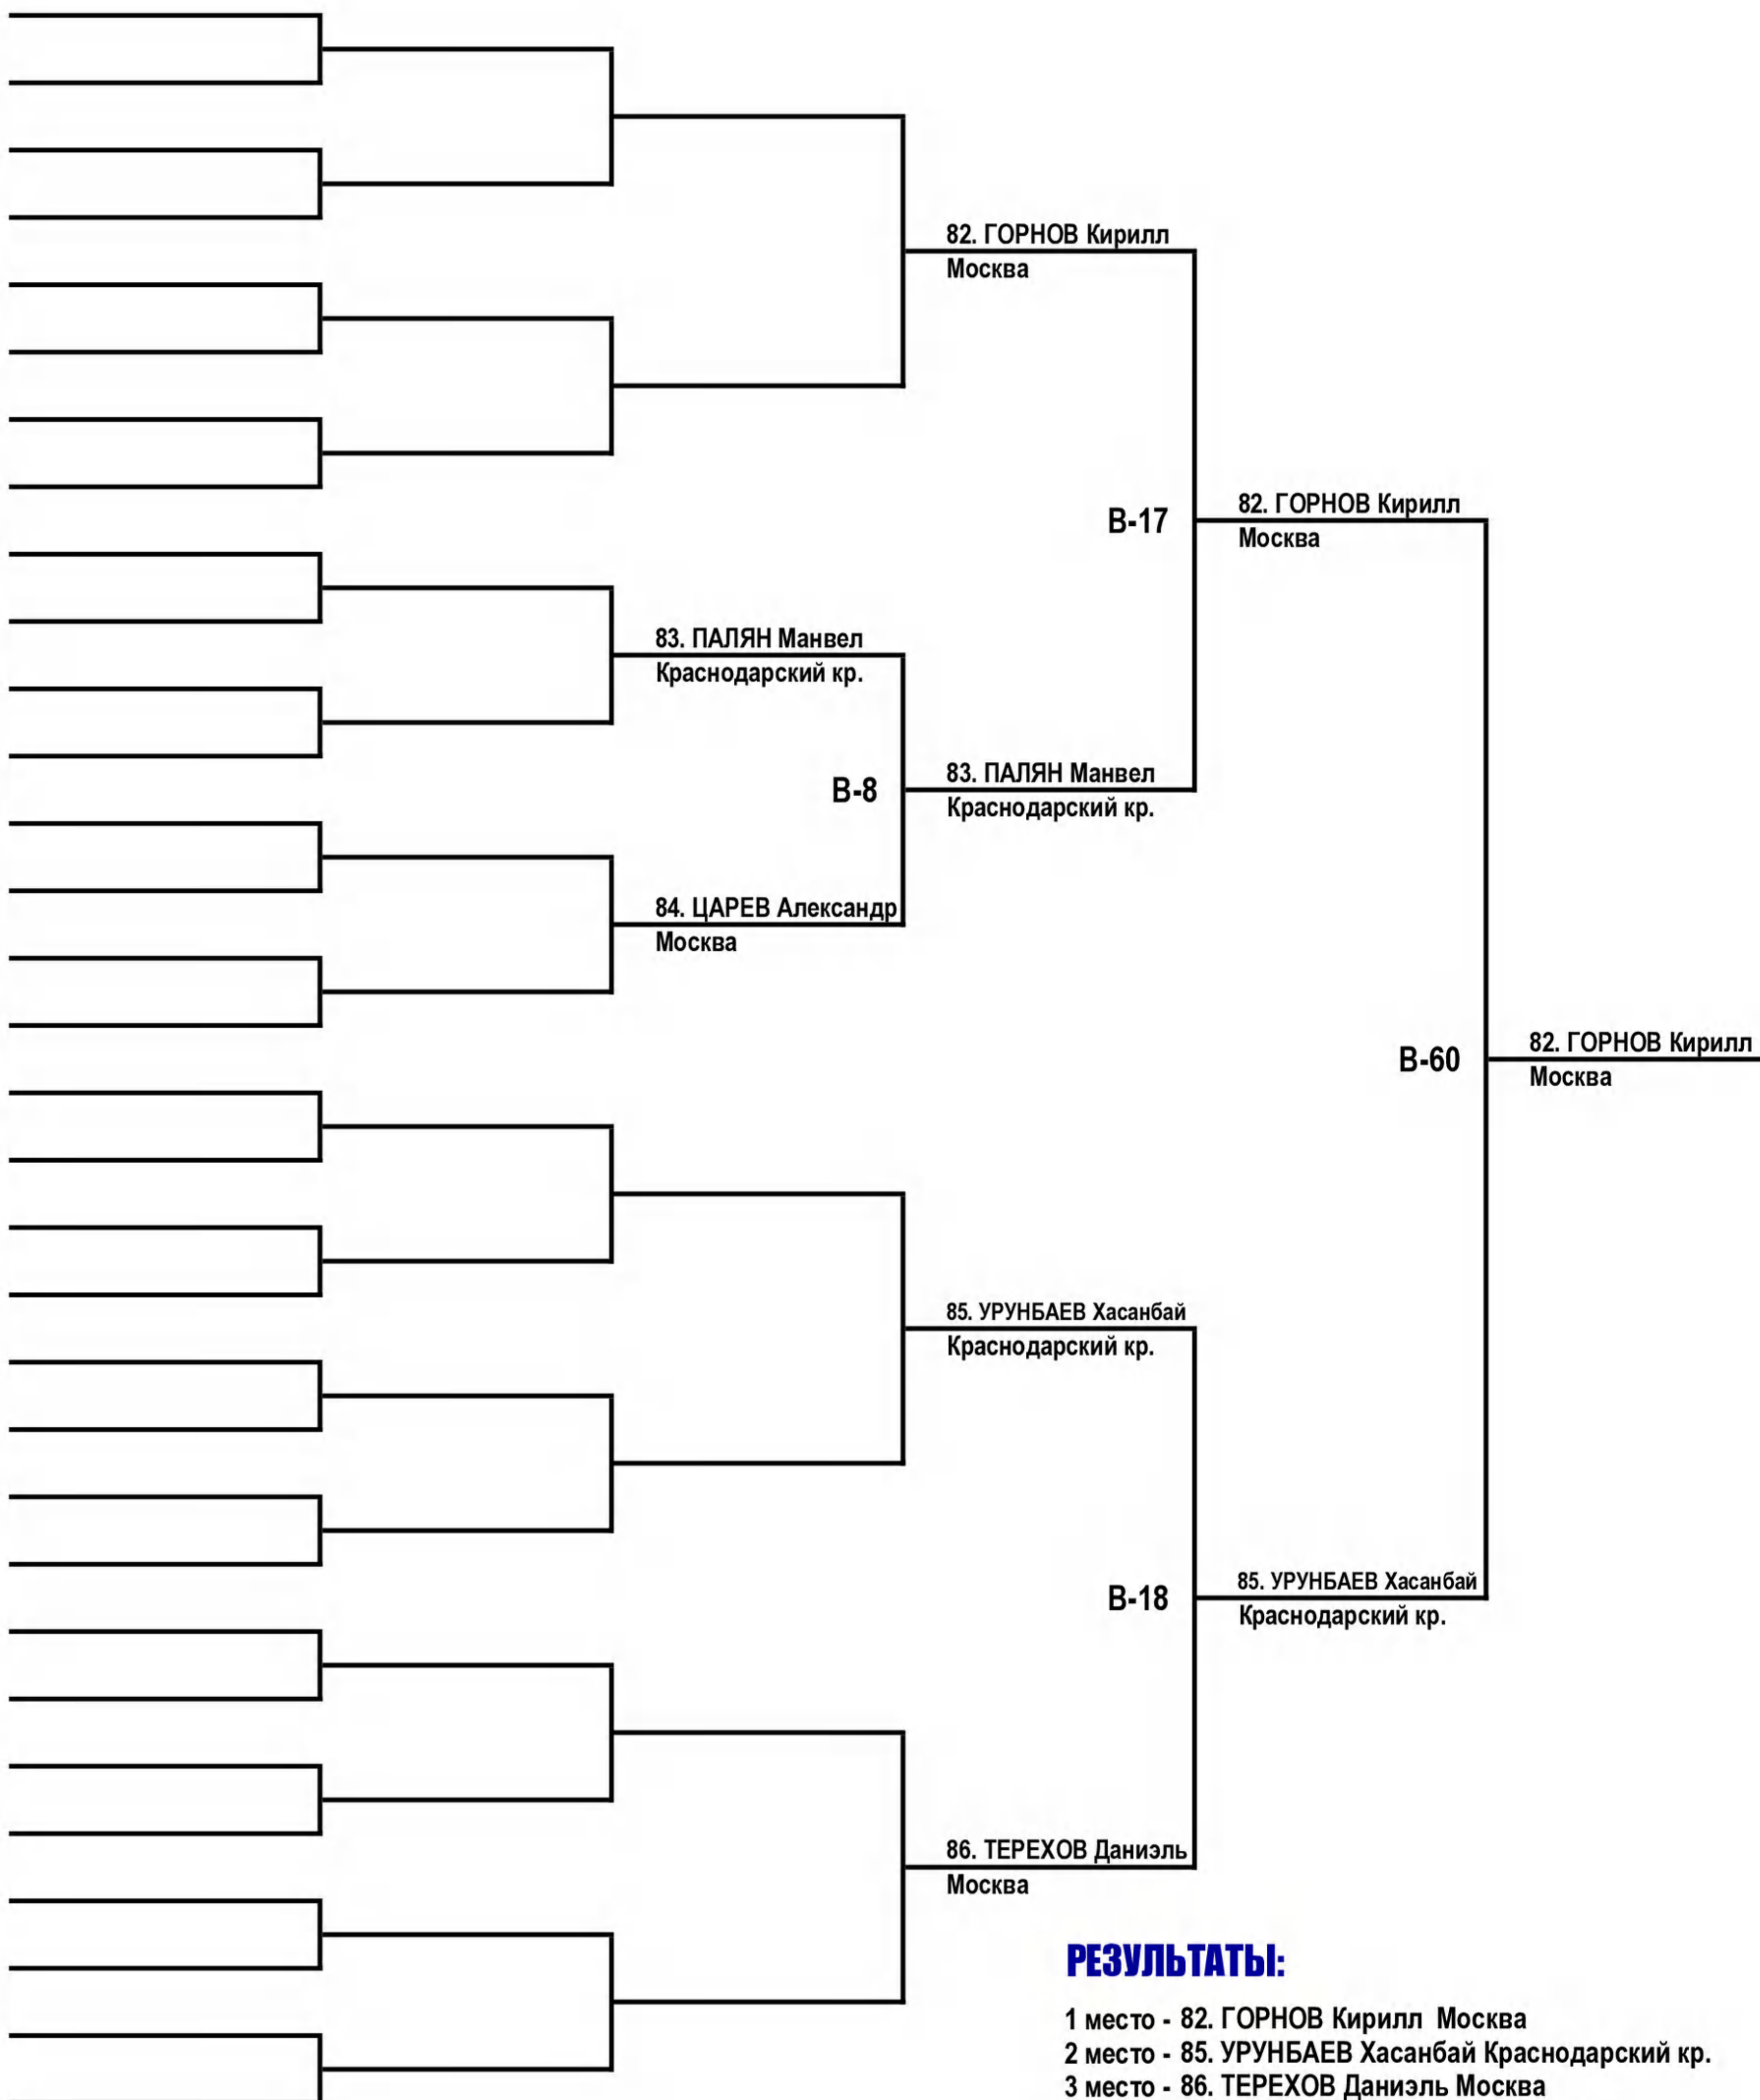 82. ГОРНОВ Кирилл
Москва
В-17
82. ГОРНОВ Кирилл
Москва
83. ПАЛЯН Манвел
Краснодарский кр.
В-8
83. ПАЛЯН Манвел
Краснодарский кр.
84. ЦАРЕВ Александр
Москва
В-60
82. ГОРНОВ Кирилл
Москва
85. УРУНБАЕВ Хасанбай
Краснодарский кр.
В-18
85. УРУНБАЕВ Хасанбай
Краснодарский кр.
86. ТЕРЕХОВ Даниэль
Москва
РЕЗУЛЬТАТЫ:
1 место - 82. ГОРНОВ Кирилл Москва
2 место - 85. УРУНБАЕВ Хасанбай Краснодарский кр.
3 место - 86. ТЕРЕХОВ Даниэль Москва